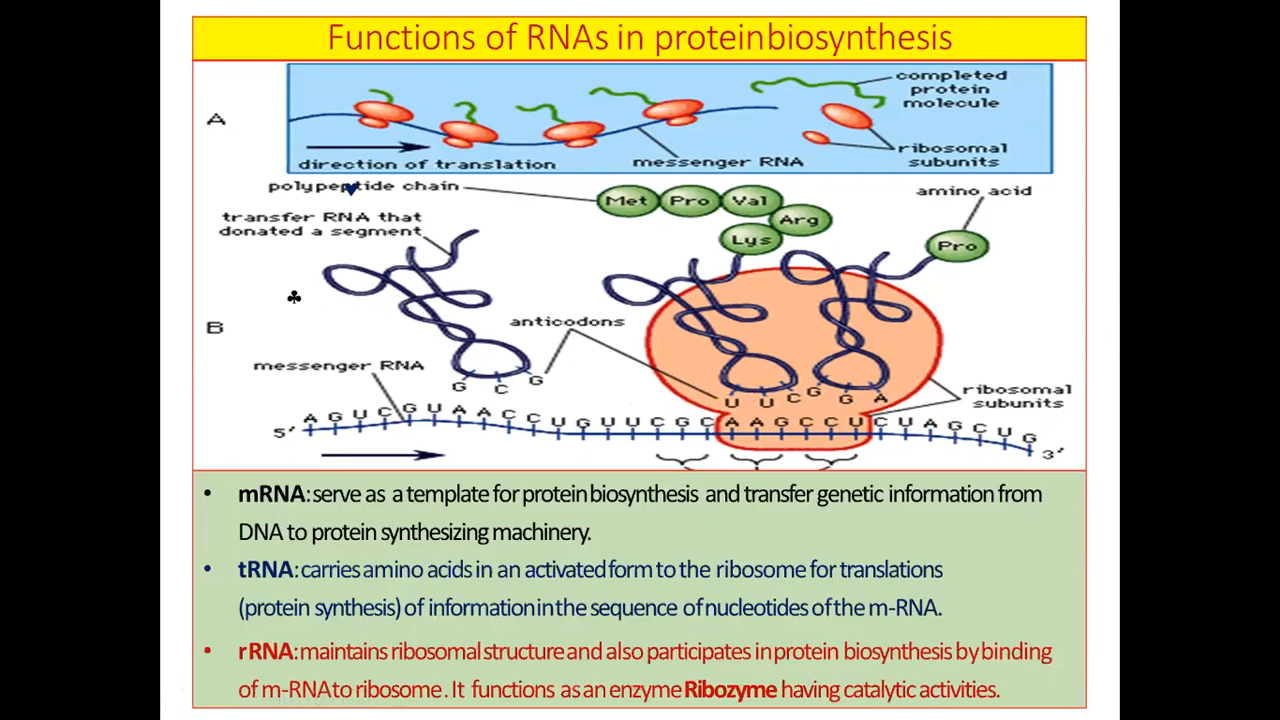 Functions of RNAs in proteinbiosynthesis
A
completed
protein
molecule
ribosomal
subunits
direction of translation
messenger RNA
polypeptide chain
Met Pro Val
Arg
Lys
amino acid
Pro
transfer RNA that
donated a segment
B
anticodons
messenger RNA
G C G
U U C G G A
ribosomal
subunits
5′ A G U C G U A A C C U G U U C G C A A G C C U C U A G C U G 3′
• mRNA: serve as a template for protein biosynthesis and transfer genetic information from
DNA to protein synthesizing machinery.
• tRNA: carries amino acids in an activated form to the ribosome for translations
(protein synthesis) of information in the sequence of nucleotides of the m-RNA.
• rRNA: maintains ribosomal structure and also participates in protein biosynthesis by binding
of m-RNA to ribosome. It functions as an enzyme Ribozyme having catalytic activities.